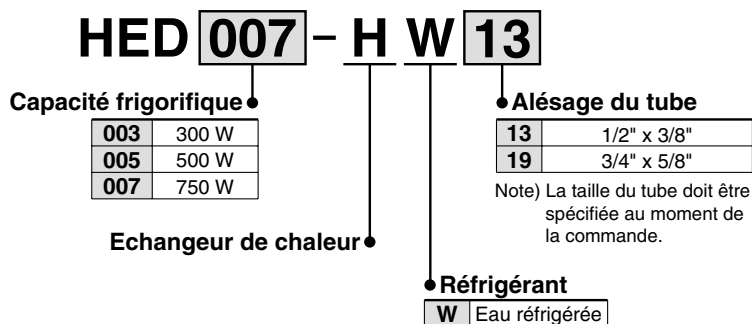 HED 007 - H W 13
Capacité frigorifique
003 300 W
005 500 W
007 750 W
Alésage du tube
13 1/2" x 3/8"
19 3/4" x 5/8"
Note) La taille du tube doit être
spécifiée au moment de
la commande.
Echangeur de chaleur
Réfrigérant
W Eau réfrigérée